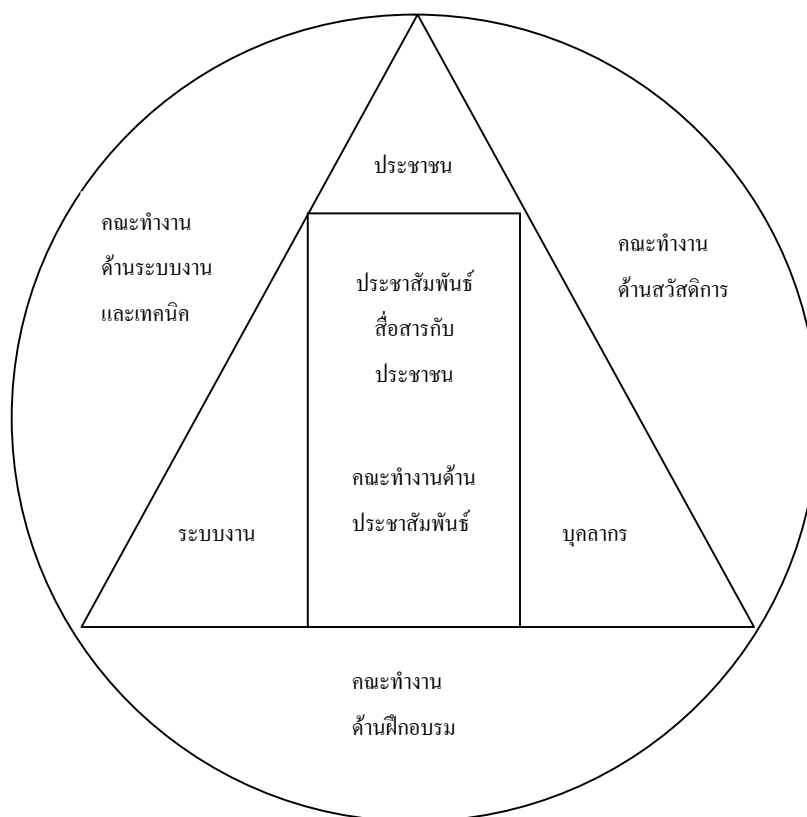 ประชาชน
คณะทำงาน
ด้านระบบงาน
และเทคนิค
คณะทำงาน
ด้านสวัสดิการ
ประชาสัมพันธ์
สื่อสารกับ
ประชาชน
คณะทำงานด้าน
ประชาสัมพันธ์
ระบบงาน
บุคลากร
คณะทำงาน
ด้านฝึกอบรม